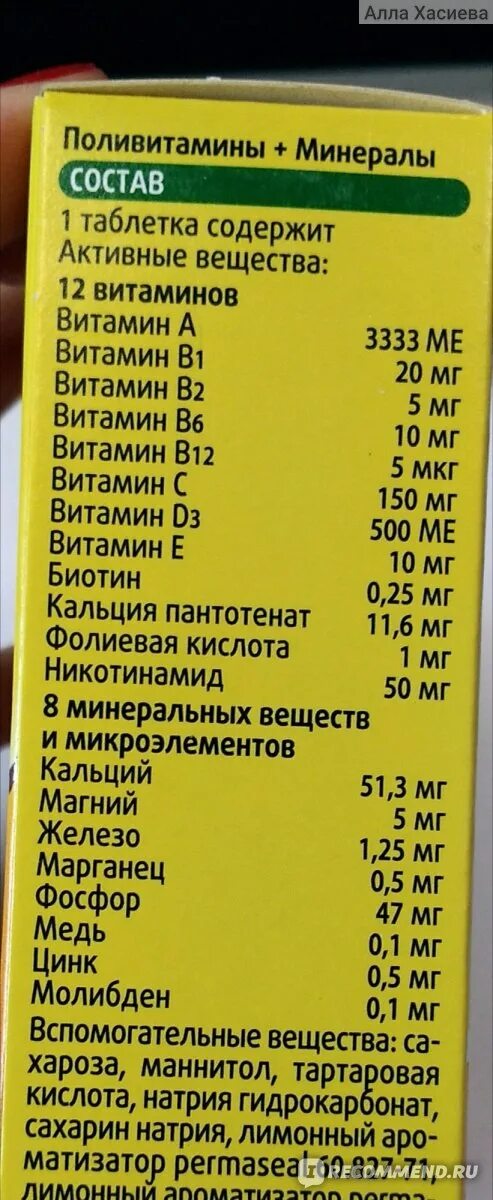 Алла Хасиева
Поливитамины + Минералы
СОСТАВ
1 таблетка содержит
Активные вещества:
12 витаминов
Витамин А 3333 МЕ
Витамин В1 20 мг
Витамин В2 5 мг
Витамин В6 10 мг
Витамин В12 5 мкг
Витамин С 150 мг
Витамин D3 500 МЕ
Витамин Е 10 мг
Биотин 0,25 мг
Кальция пантотенат 11,6 мг
Фолиевая кислота 1 мг
Никотинамид 50 мг
8 минеральных веществ
и микроэлементов
Кальций 51,3 мг
Магний 5 мг
Железо 1,25 мг
Марганец 0,5 мг
Фосфор 47 мг
Медь 0,1 мг
Цинк 0,5 мг
Молибден 0,1 мг
Вспомогательные вещества: са-
хароза, маннитол, тартаровая
кислота, натрия гидрокарбонат,
сахарин натрия, лимонный аро-
матизатор permaseal 60.827-71,
лимонный ароматизатор
IRECOMMEND.RU